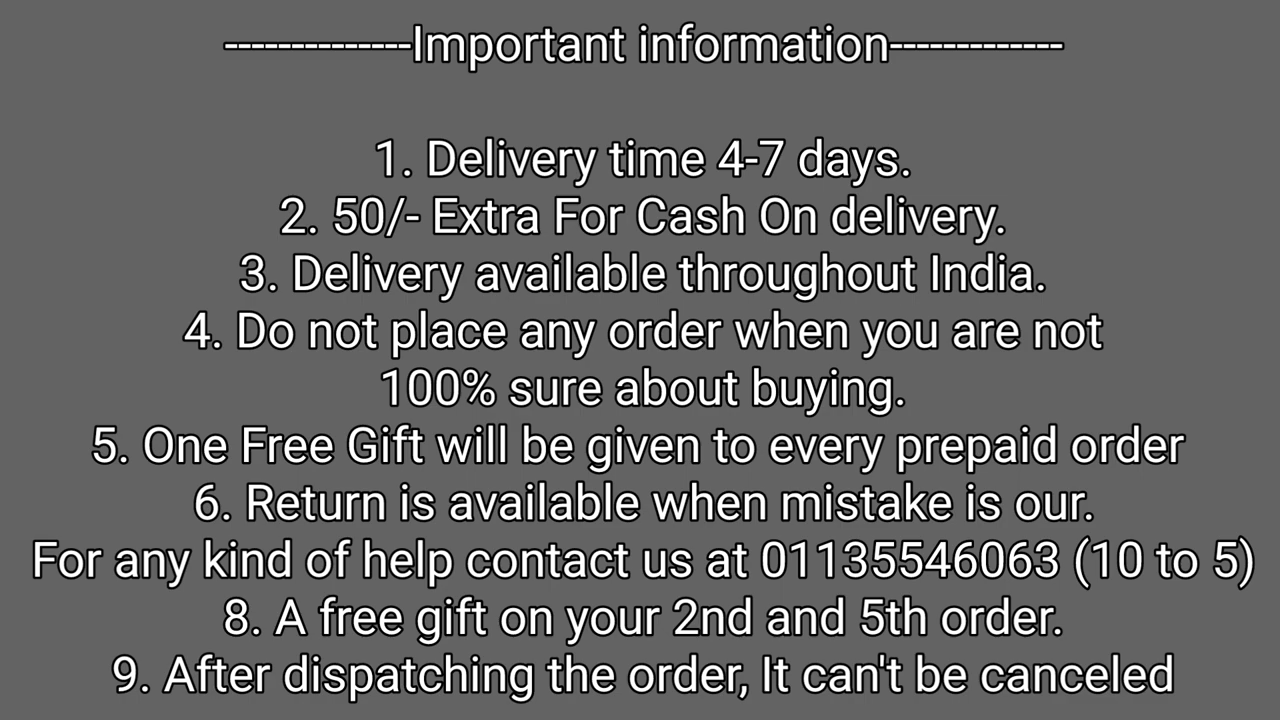 --------------Important information-------------
1. Delivery time 4-7 days.
2. 50/- Extra For Cash On delivery.
3. Delivery available throughout India.
4. Do not place any order when you are not
100% sure about buying.
5. One Free Gift will be given to every prepaid order
6. Return is available when mistake is our.
For any kind of help contact us at 01135546063 (10 to 5)
8. A free gift on your 2nd and 5th order.
9. After dispatching the order, It can't be canceled